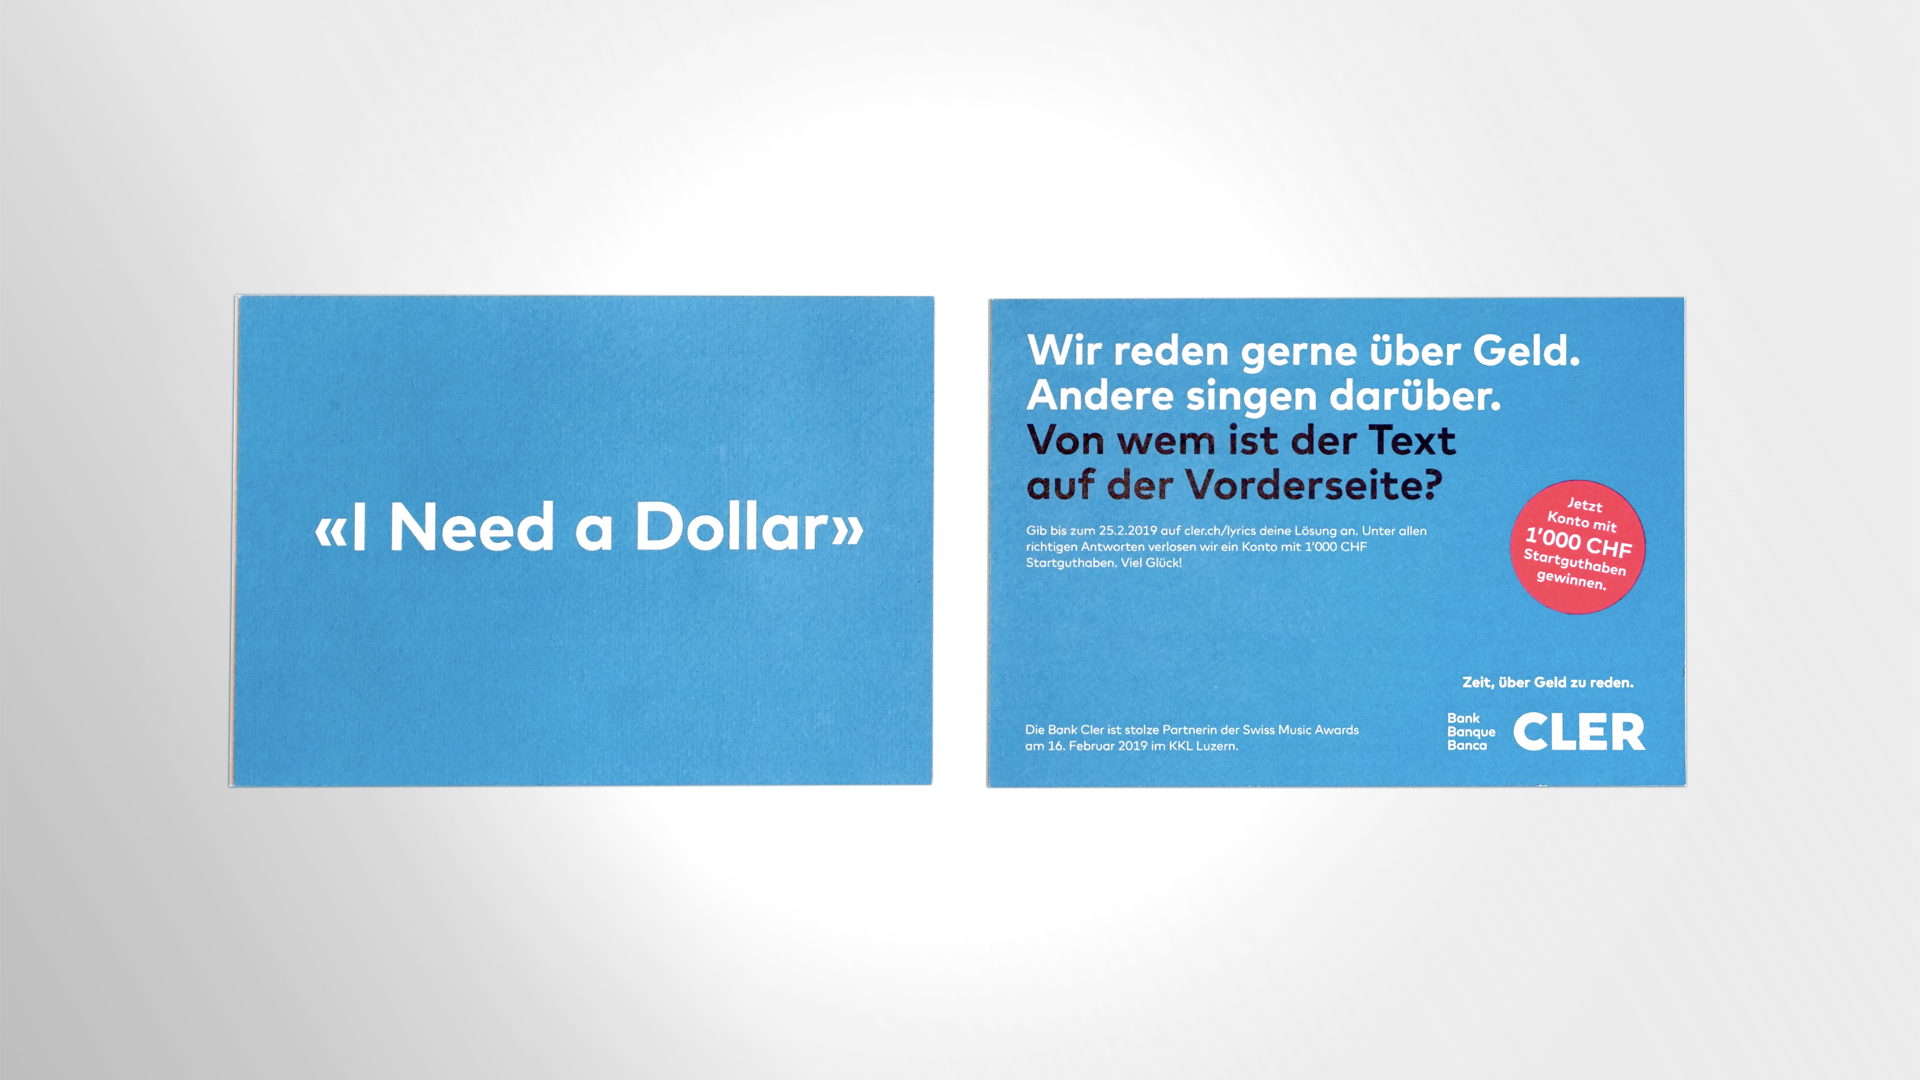 «I Need a Dollar»
Wir reden gerne über Geld.
Andere singen darüber.
Von wem ist der Text
auf der Vorderseite?
Gib bis zum 25.2.2019 auf cler.ch/lyrics deine Lösung an. Unter allen
richtigen Antworten verlosen wir ein Konto mit 1'000 CHF
Startguthaben. Viel Glück!
Jetzt
Konto mit
1'000 CHF
Startguthaben
gewinnen.
Zeit, über Geld zu reden.
Die Bank Cler ist stolze Partnerin der Swiss Music Awards
am 16. Februar 2019 im KKL Luzern.
Bank
Banque
Banca
CLER